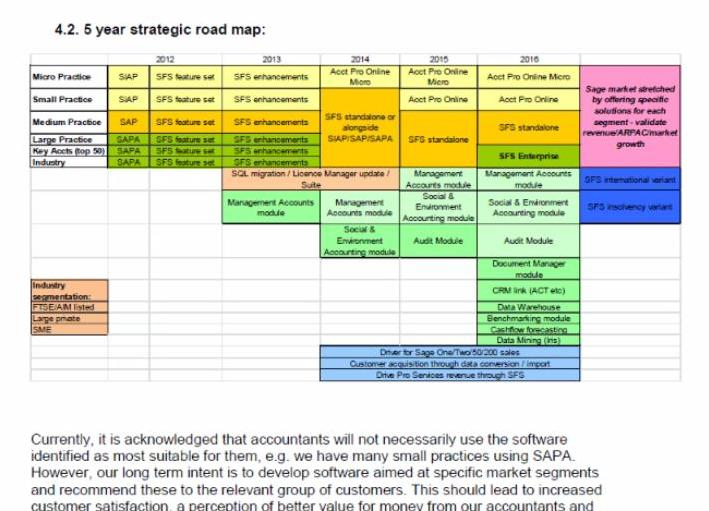 4.2. 5 year strategic road map:
2012 2013 2014 2015 2016
Micro Practice SIAP SFS feature set SFS enhancements Acct Pro Online Micro Acct Pro Online Micro Acct Pro Online Micro
Small Practice SIAP SFS feature set SFS enhancements Acct Pro Online Acct Pro Online
Medium Practice SAP SFS feature set SFS enhancements SFS standalone or alongside SIAP/SAP/SAPA SFS standalone SFS standalone
Large Practice SAPA SFS feature set SFS enhancements
Key Accts (top 50) SAPA SFS feature set SFS enhancements SFS Enterprise
Industry SAPA SFS feature set SFS enhancements
Sage market stretched
by offering specific
solutions for each
segment - validate
revenue/ARPAC/market
growth
SQL migration / Licence Manager update / Suite Management Accounts module Management Accounts module SFS international variant
Management Accounts module Management Accounts module Social & Environment Accounting module Social & Environment Accounting module SFS insolvency variant
Social & Environment Accounting module Audit Module Audit Module
Document Manager module
Industry segmentation: CRM link (ACT etc)
FTSE/AIM listed Data Warehouse
Large private Benchmarking module
SME Cashflow forecasting
Data Mining (Iris)
Driver for Sage One/Two/50/200 sales
Customer acquisition through data conversion / import
Drive Pro Services revenue through SFS
Currently, it is acknowledged that accountants will not necessarily use the software
identified as most suitable for them, e.g. we have many small practices using SAPA.
However, our long term intent is to develop software aimed at specific market segments
and recommend these to the relevant group of customers. This should lead to increased
customer satisfaction, a perception of better value for money from our accountants and